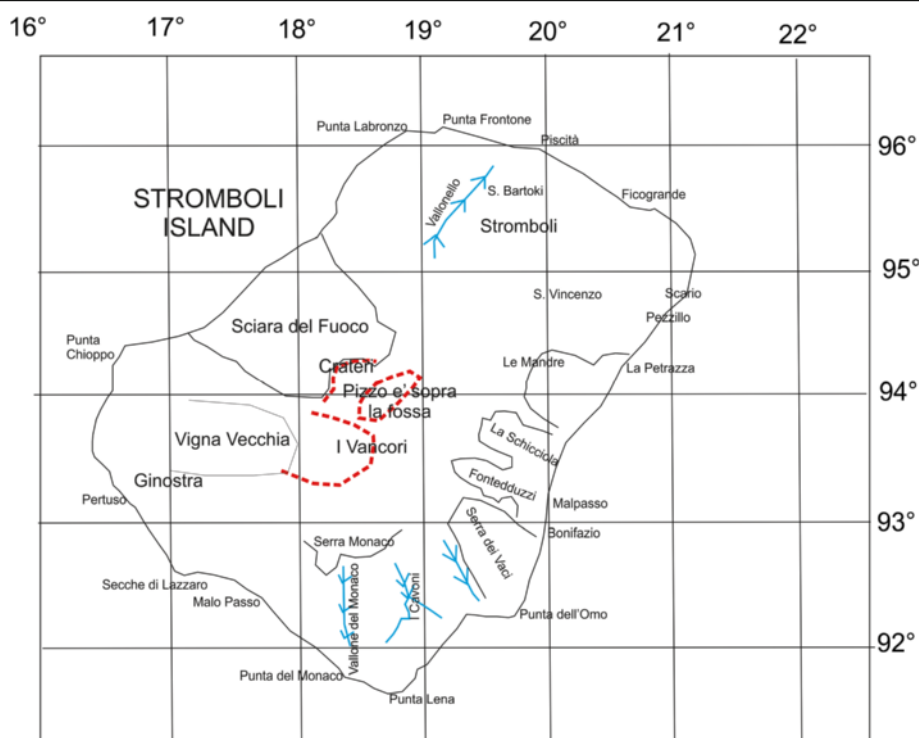 16° 17° 18° 19° 20° 21° 22°
Punta Labronzo
Punta Frontone
Piscità
96°
STROMBOLI
ISLAND
Vallonello
S. Bartoki
Ficogrande
Stromboli
95°
S. Vincenzo
Scario
Pezzillo
Sciara del Fuoco
Punta
Chioppo
Crateri
Le Mandre
La Petrazza
94°
Pizzo e' sopra
la fossa
Vigna Vecchia
I Vancori
La Schicciola
Ginostra
Fontedduzzi
Pertuso
Malpasso
93°
Serra Monaco
Serra dei Vaci
Bonifazio
Secche di Lazzaro
Malo Passo
Vallone del Monaco
I Cavoni
Punta dell'Omo
92°
Punta del Monaco
Punta Lena